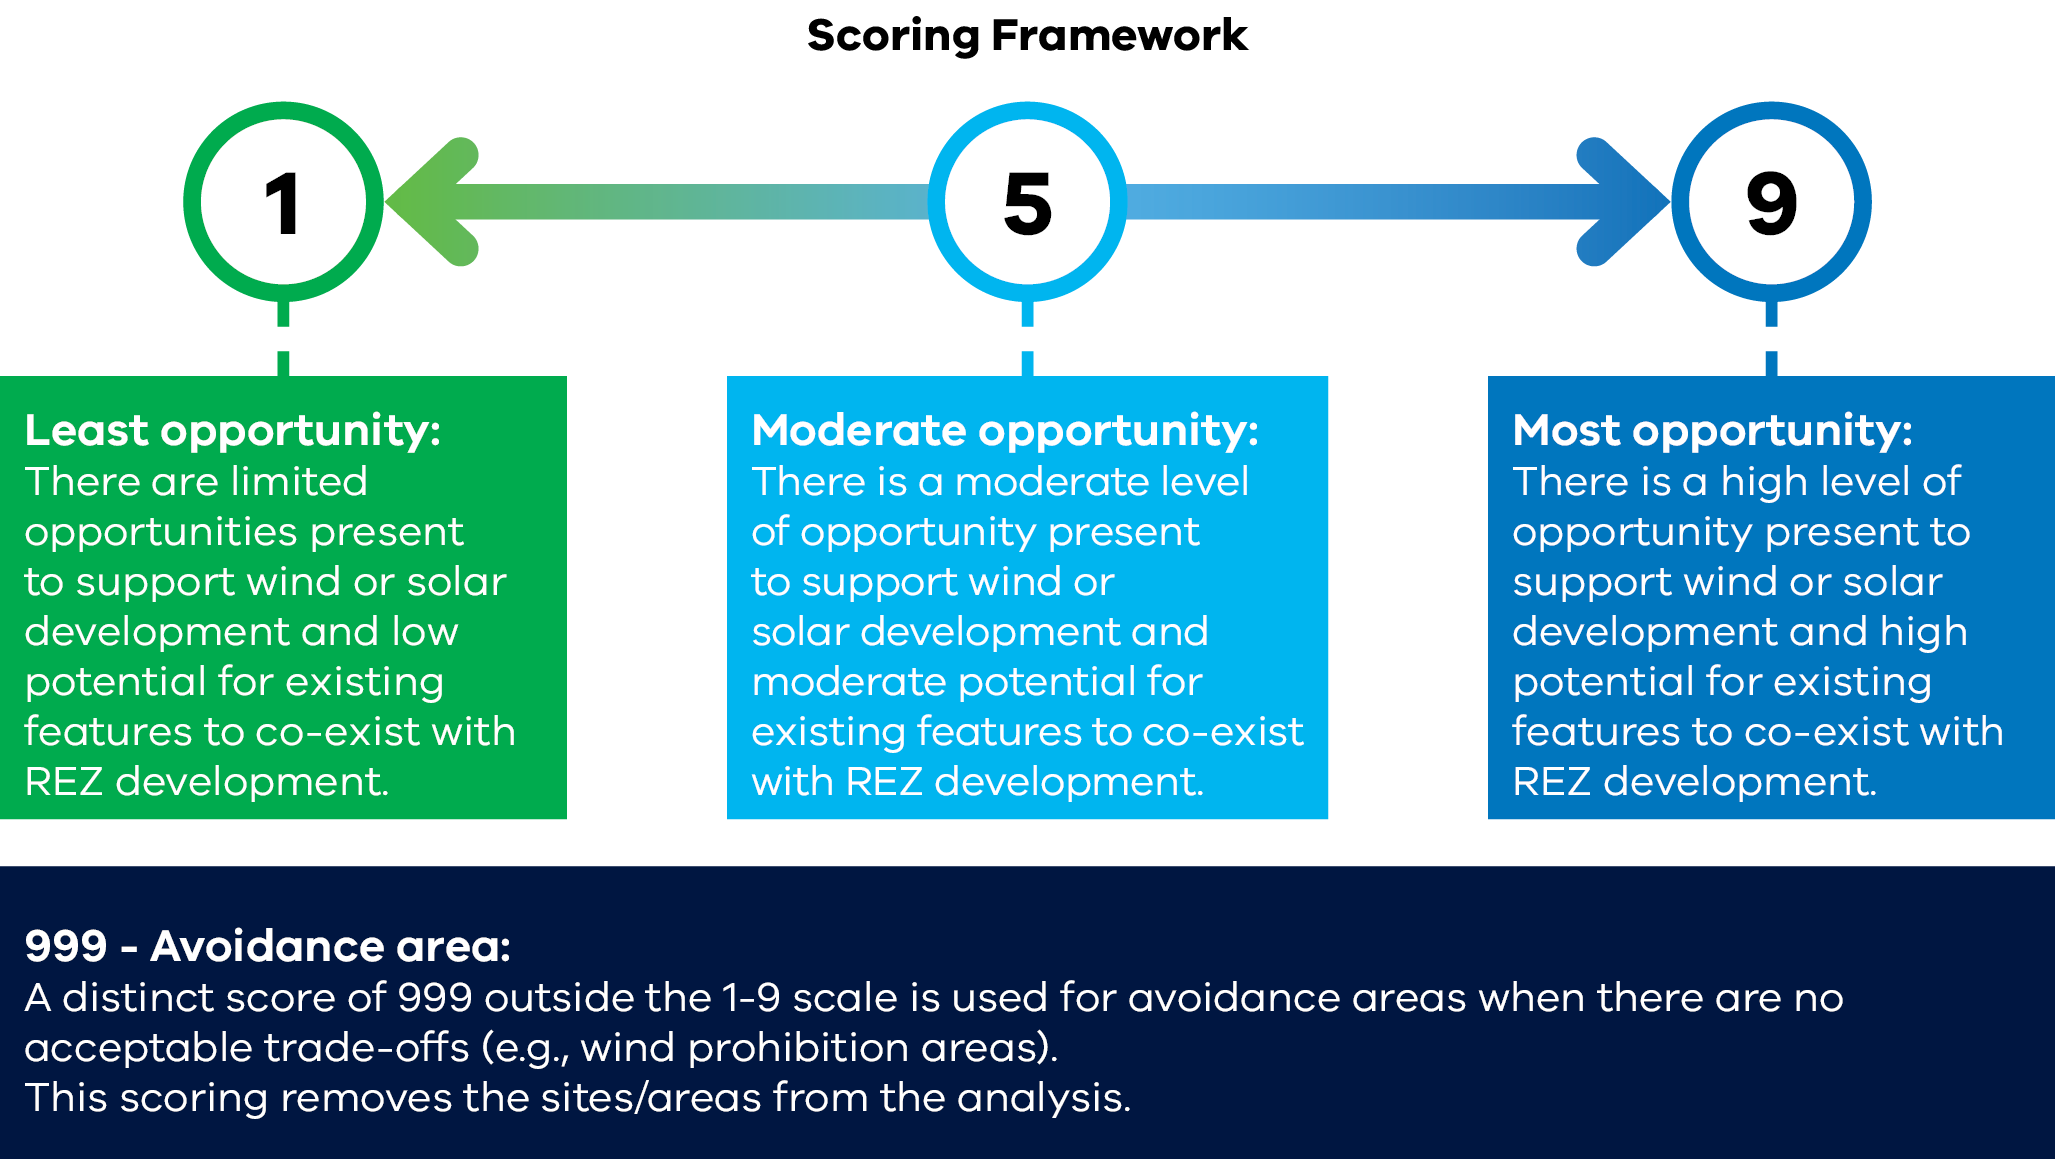 Scoring Framework
1
5
9
Least opportunity:
There are limited
opportunities present
to support wind or solar
development and low
potential for existing
features to co-exist with
REZ development.
Moderate opportunity:
There is a moderate level
of opportunity present
to support wind or
solar development and
moderate potential for
existing features to co-exist
with REZ development.
Most opportunity:
There is a high level of
opportunity present to
support wind or solar
development and high
potential for existing
features to co-exist with
REZ development.
999 - Avoidance area:
A distinct score of 999 outside the 1-9 scale is used for avoidance areas when there are no
acceptable trade-offs (e.g., wind prohibition areas).
This scoring removes the sites/areas from the analysis.